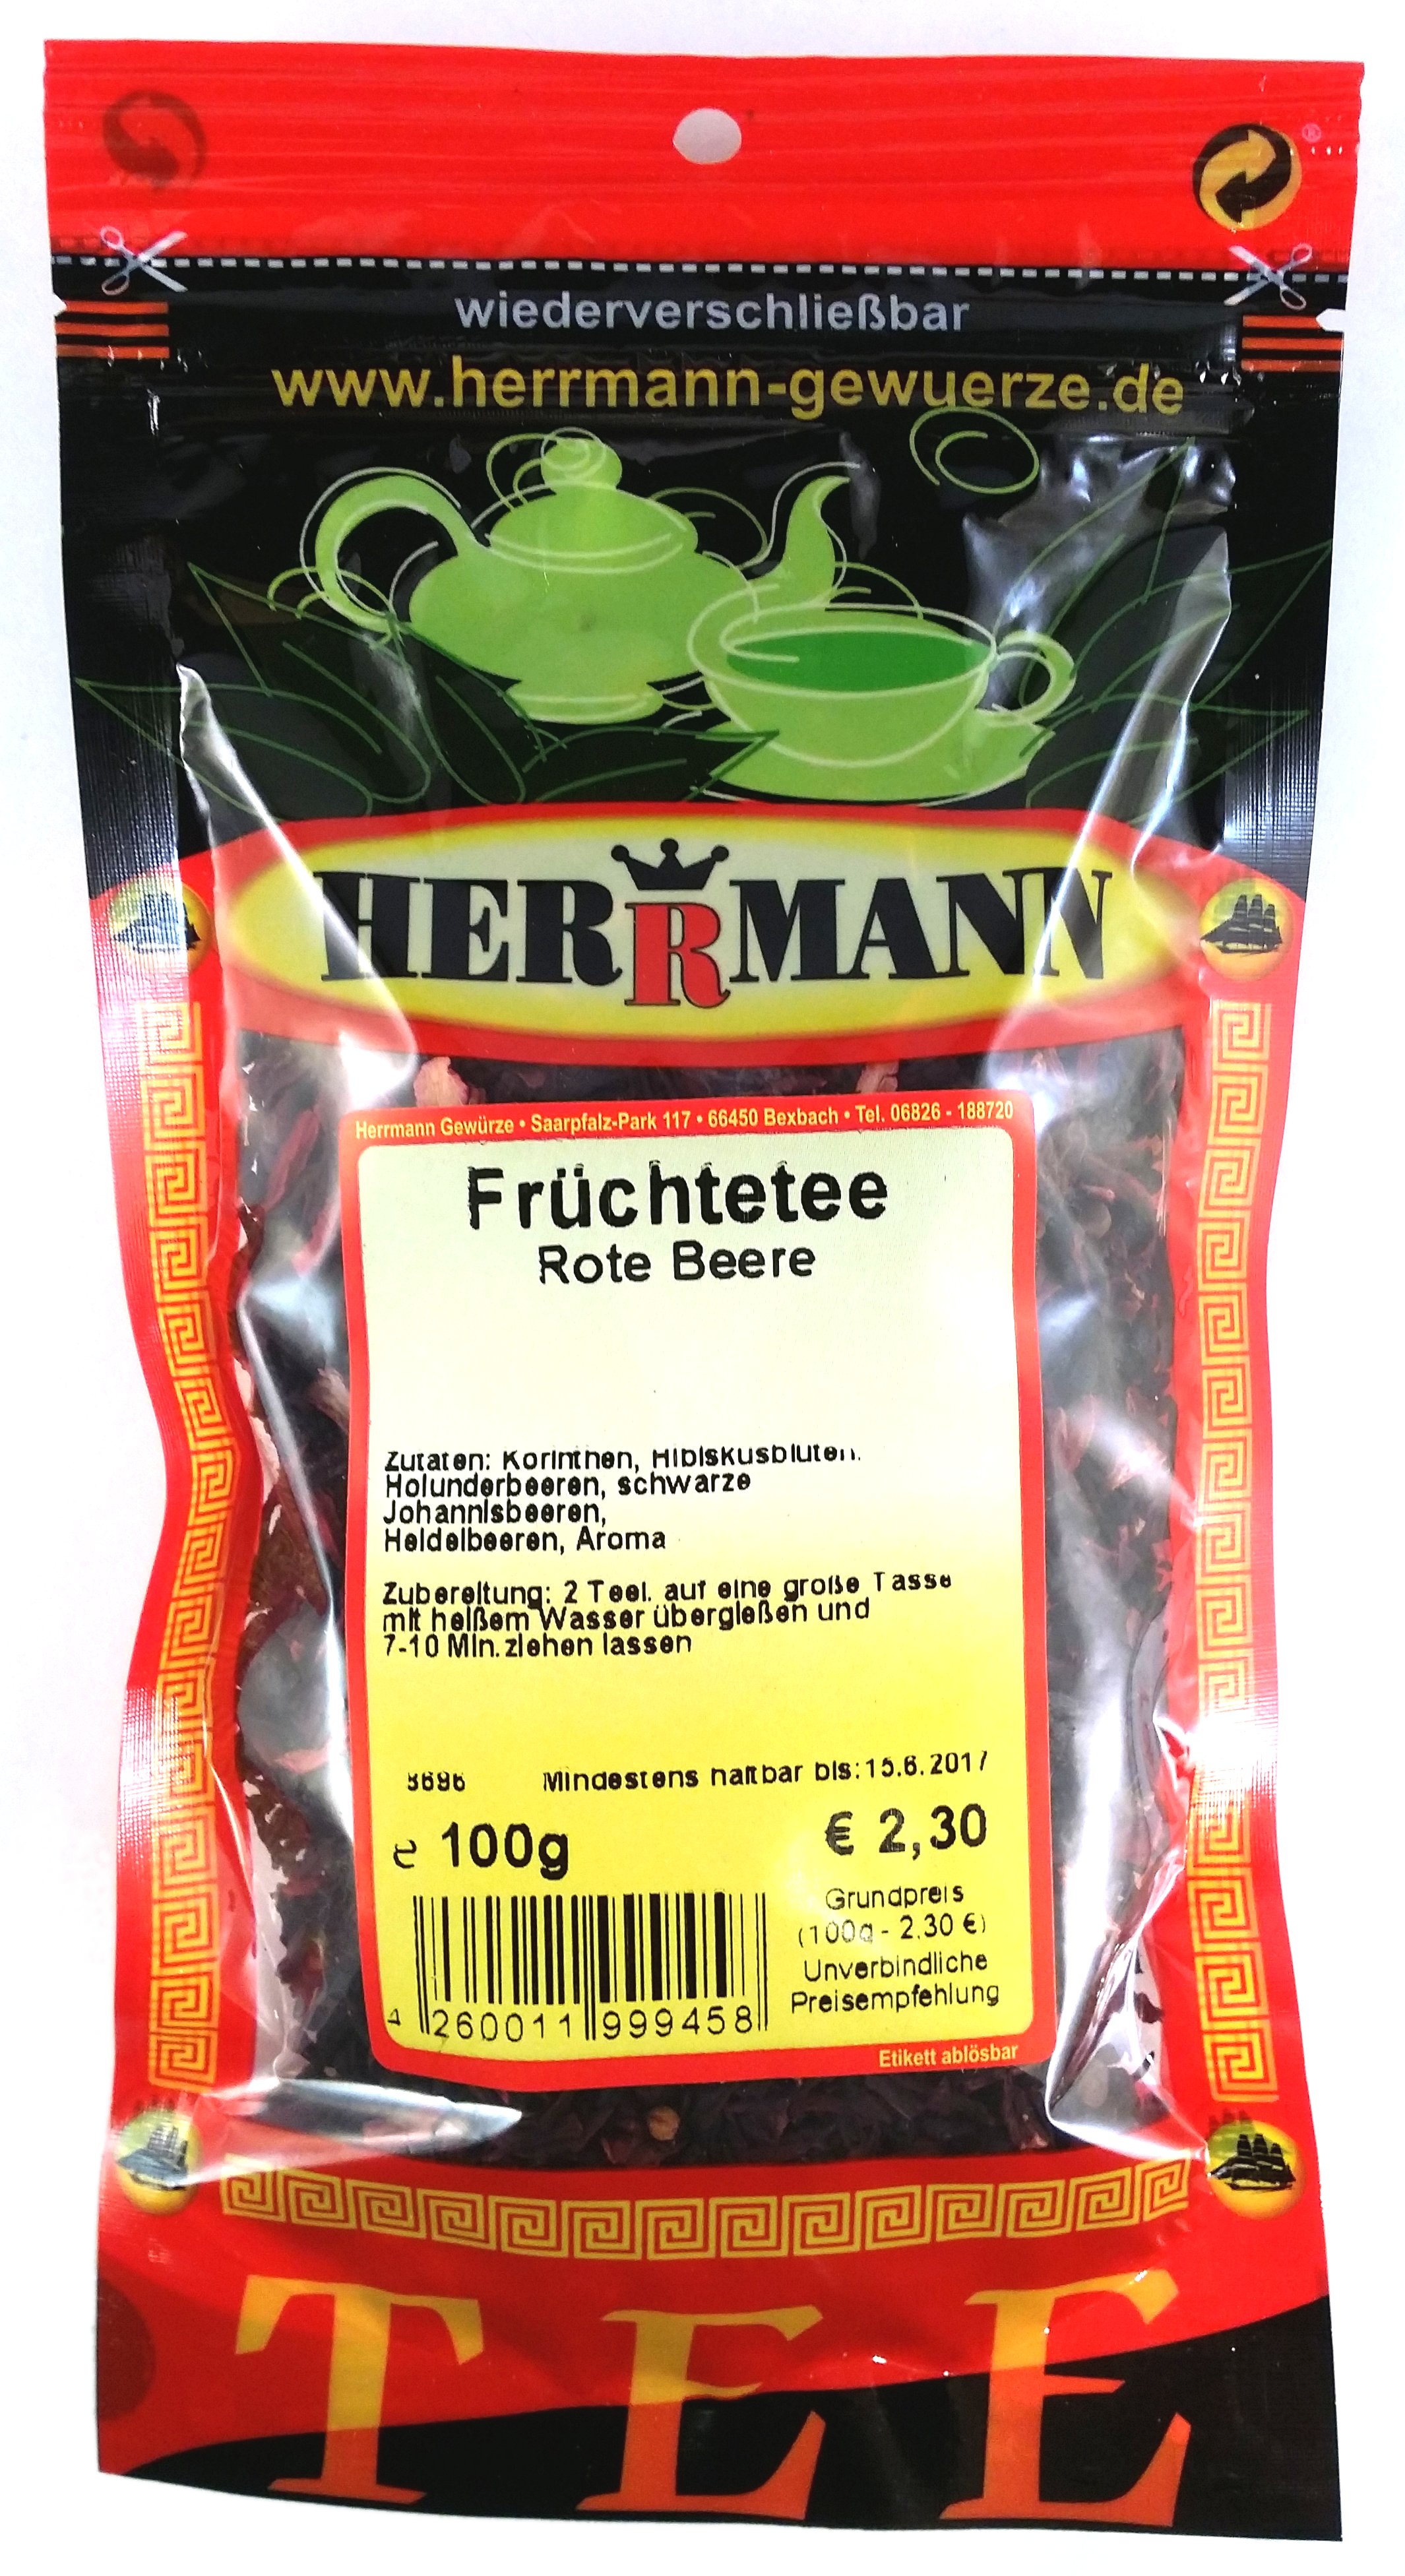 wiederverschließbar
www.herrmann-gewuerze.de
HERRMANN
Herrmann Gewürze • Saarpfalz-Park 117 • 66450 Bexbach • Tel. 06826 - 188720
Früchtetee
Rote Beere
Zutaten: Korinthen, Hibiskusblüten.
Holunderbeeren, schwarze
Johannisbeeren,
Heidelbeeren, Aroma
Zubereitung: 2 Teel. auf eine große Tasse
mit heißem Wasser übergießen und
7-10 Min. ziehen lassen
3696 Mindestens haltbar bis: 15.6.2017
e 100g € 2,30
Grundpreis
(100g - 2.30 €)
Unverbindliche
Preisempfehlung
4 260011 999458
Etikett ablösbar
TEE